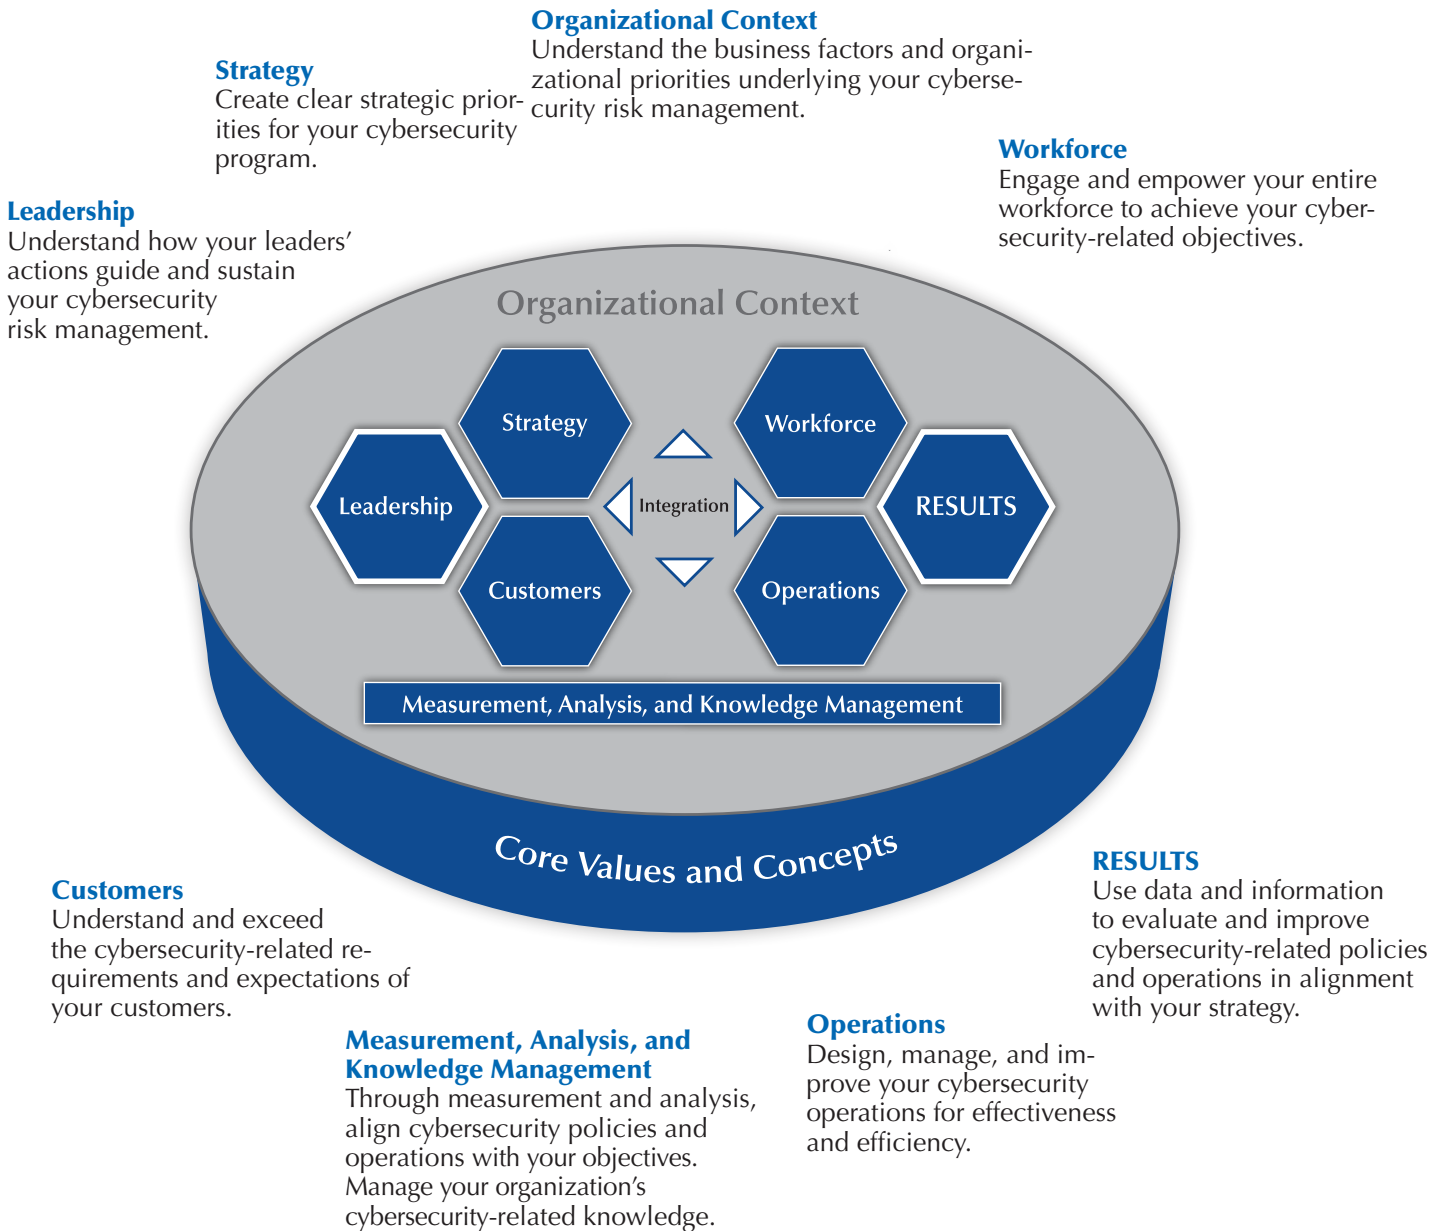 Organizational Context
Understand the business factors and organi-
zational priorities underlying your cyberse-
curity risk management.
Strategy
Create clear strategic prior-
ities for your cybersecurity
program.
Workforce
Engage and empower your entire
workforce to achieve your cyber-
security-related objectives.
Leadership
Understand how your leaders’
actions guide and sustain
your cybersecurity
risk management.
Organizational Context
Strategy
Workforce
Leadership
Integration
RESULTS
Customers
Operations
Measurement, Analysis, and Knowledge Management
Core Values and Concepts
Customers
Understand and exceed
the cybersecurity-related re-
quirements and expectations of
your customers.
Measurement, Analysis, and
Knowledge Management
Through measurement and analysis,
align cybersecurity policies and
operations with your objectives.
Manage your organization’s
cybersecurity-related knowledge.
Operations
Design, manage, and im-
prove your cybersecurity
operations for effectiveness
and efficiency.
RESULTS
Use data and information
to evaluate and improve
cybersecurity-related policies
and operations in alignment
with your strategy.